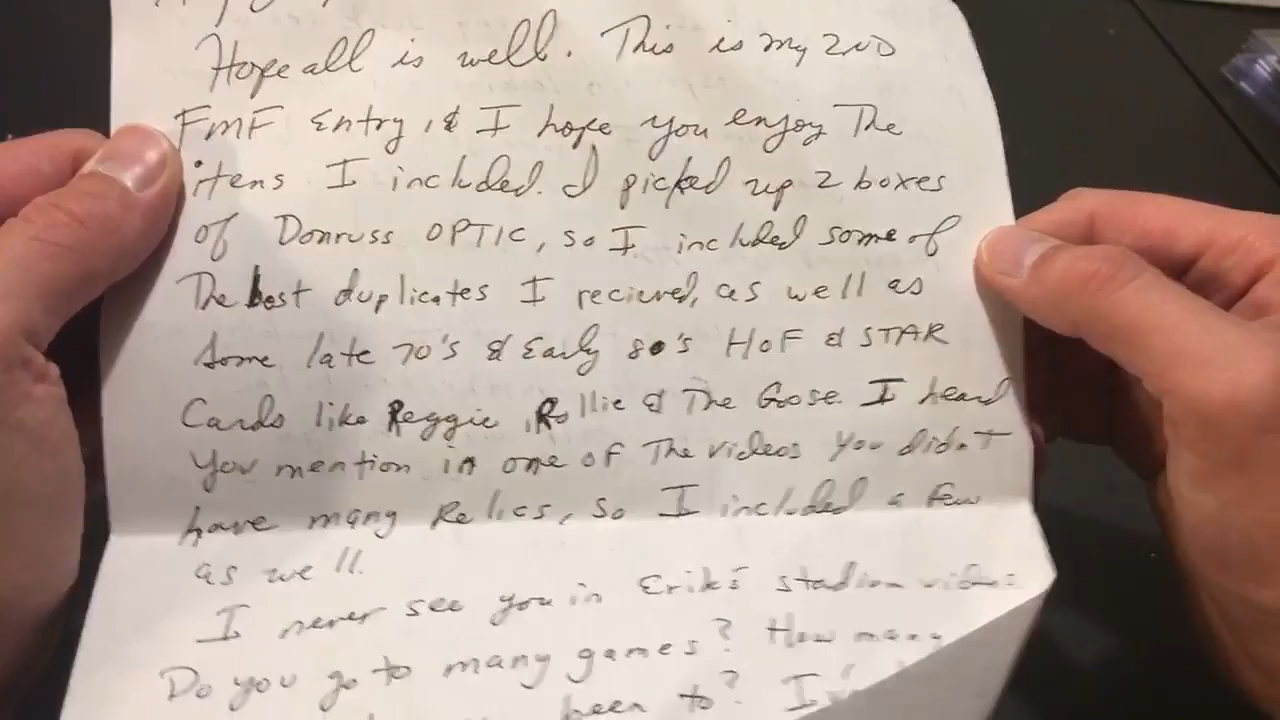 Hope all is well. This is my 2ND
FMF Entry, & I hope you enjoy The
itens I included. I picked up 2 boxes
of Donruss OPTIC, so I included some of
The best duplicates I recieved, as well as
some late 70's & Early 80's HOF & STAR
Cards like Reggie, Rollie & The Goose. I heard
you mention in one of The videos you didn't
have many Relics, so I included a few
as well.
I never see you in Erik's stadium
Do you go to many games? How many
been to?